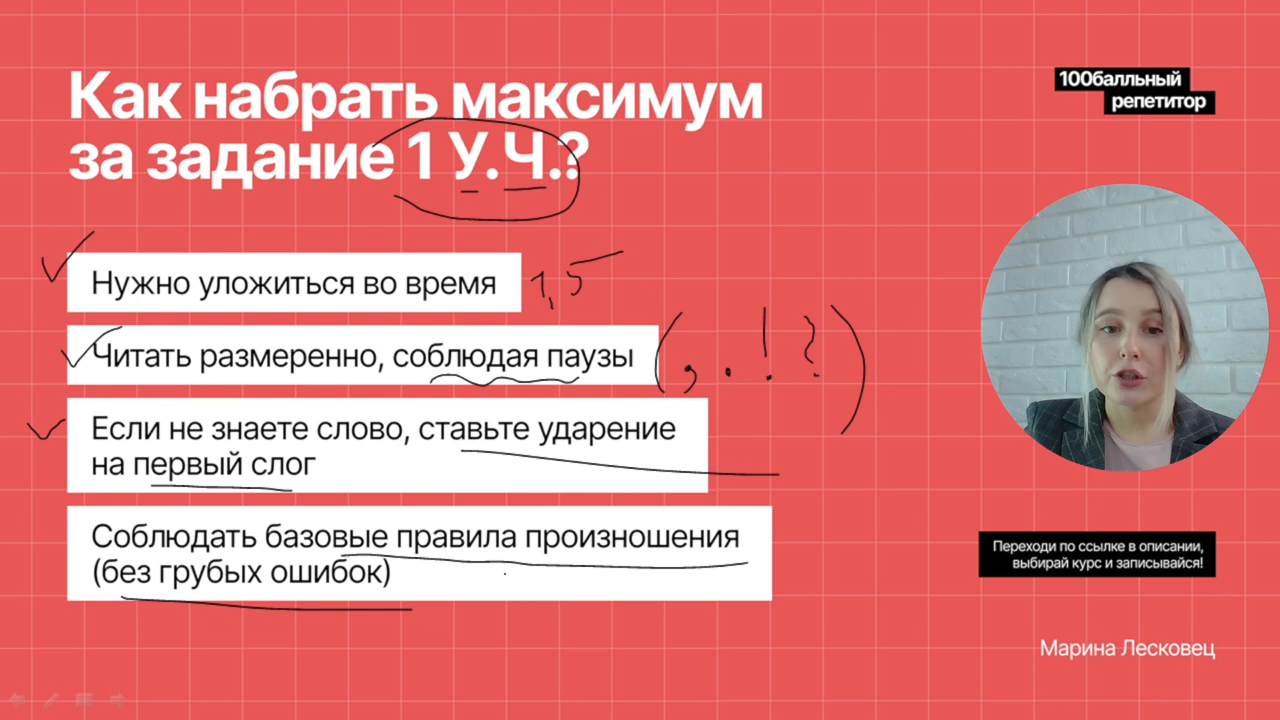 Как набрать максимум
за задание 1 У.Ч.?
100балльный
репетитор
Нужно уложиться во время
1,5
Читать размеренно, соблюдая паузы
(, . ! ?)
Если не знаете слово, ставьте ударение
на первый слог
Соблюдать базовые правила произношения
(без грубых ошибок)
Переходи по ссылке в описании,
выбирай курс и записывайся!
Марина Лесковец